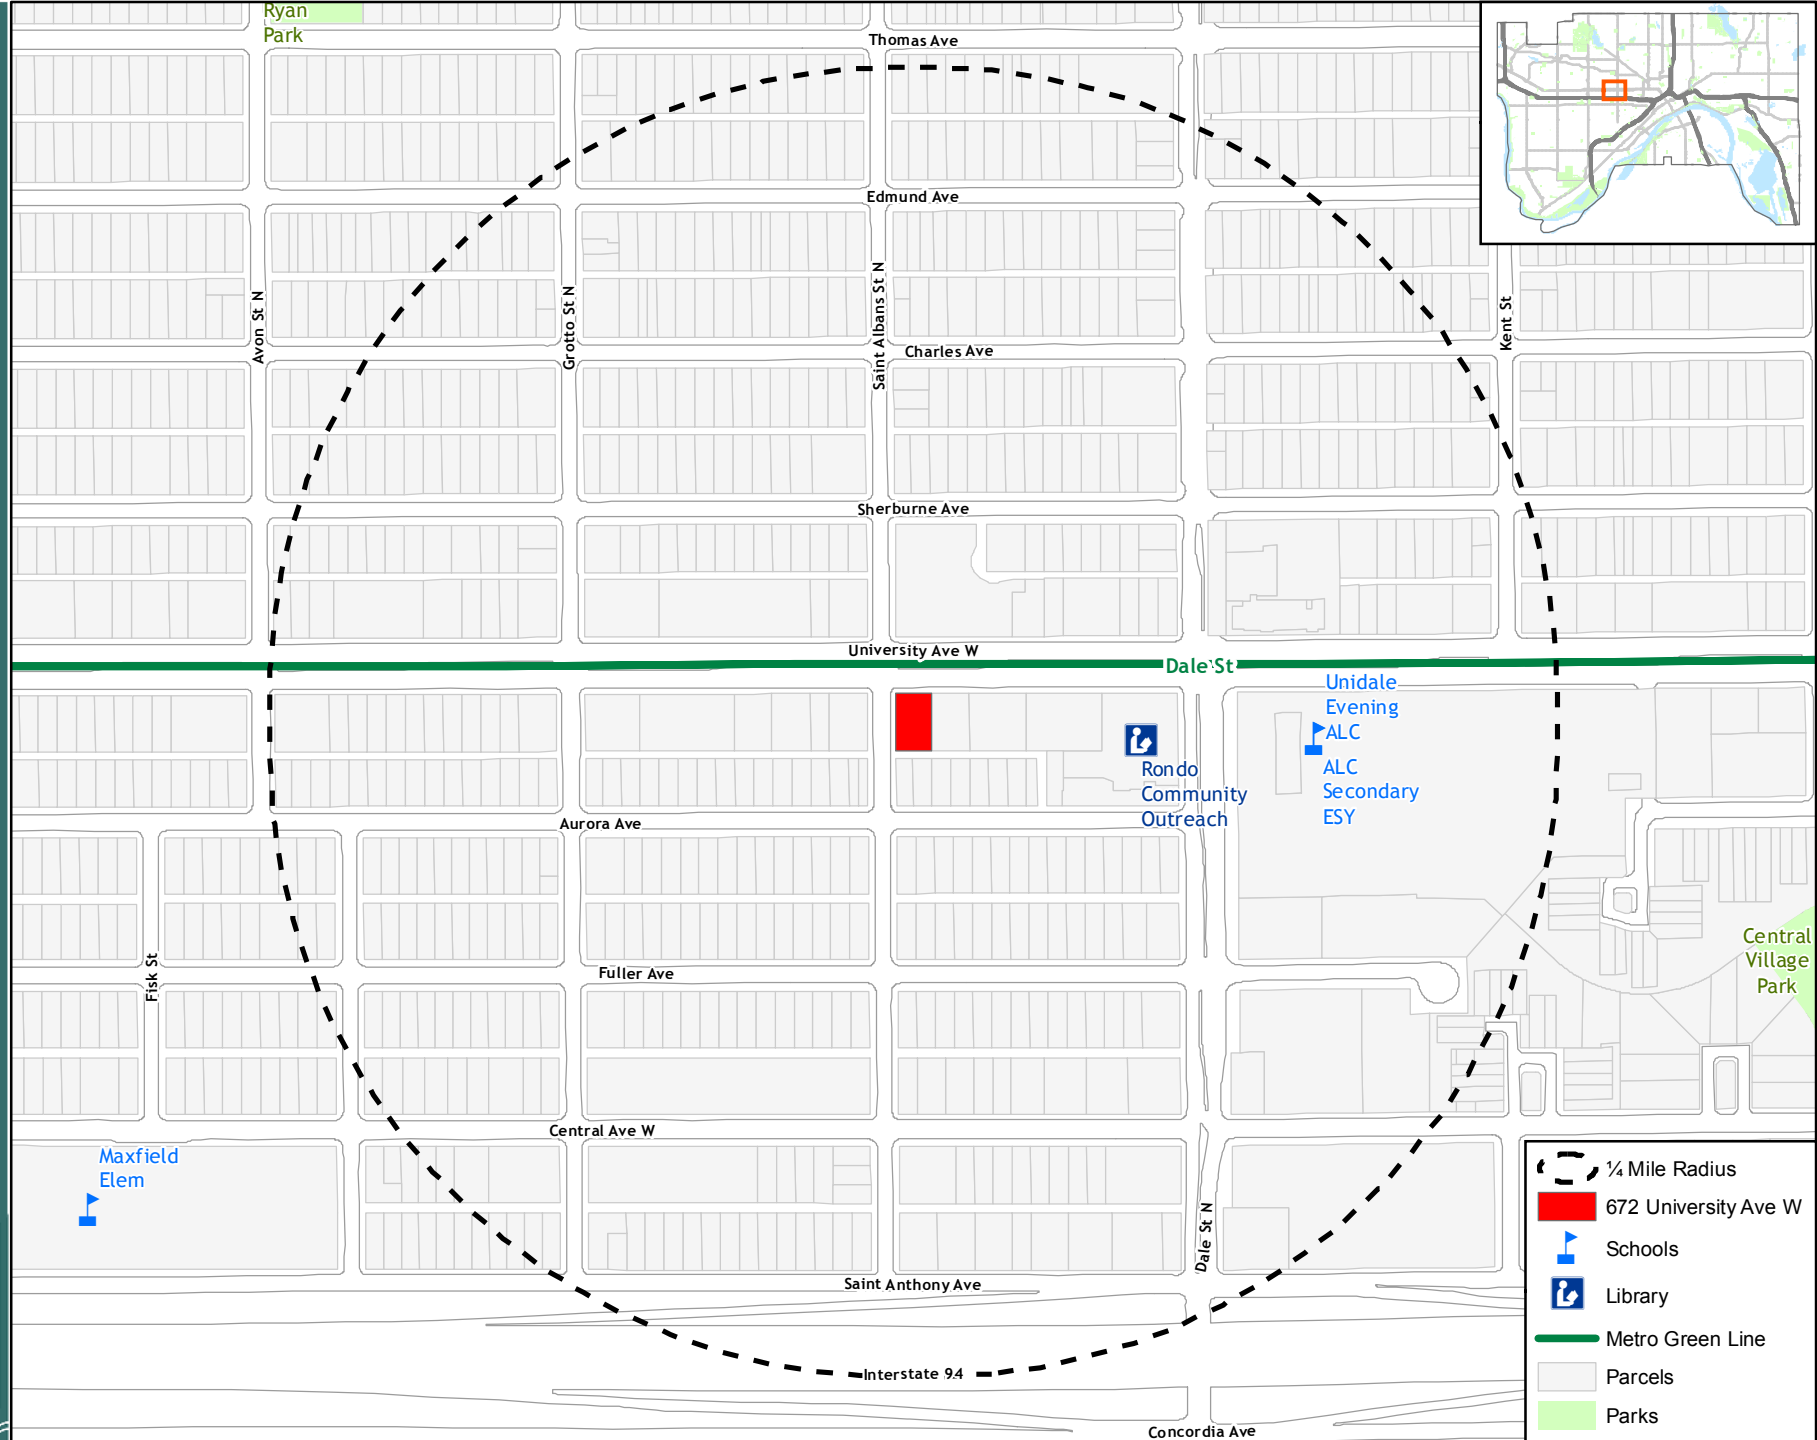 Ryan
Park
Thomas Ave
Edmund Ave
Avon St N
Grotto St N
Saint Albans St N
Kent St
Charles Ave
Sherburne Ave
University Ave W
Dale St
Unidale
Evening
ALC
ALC
Secondary
ESY
Rondo
Community
Outreach
Aurora Ave
Fisk St
Fuller Ave
Central
Village
Park
Central Ave W
Maxfield
Elem
Dale St N
Saint Anthony Ave
Interstate 94
Concordia Ave
¼ Mile Radius
672 University Ave W
Schools
Library
Metro Green Line
Parcels
Parks